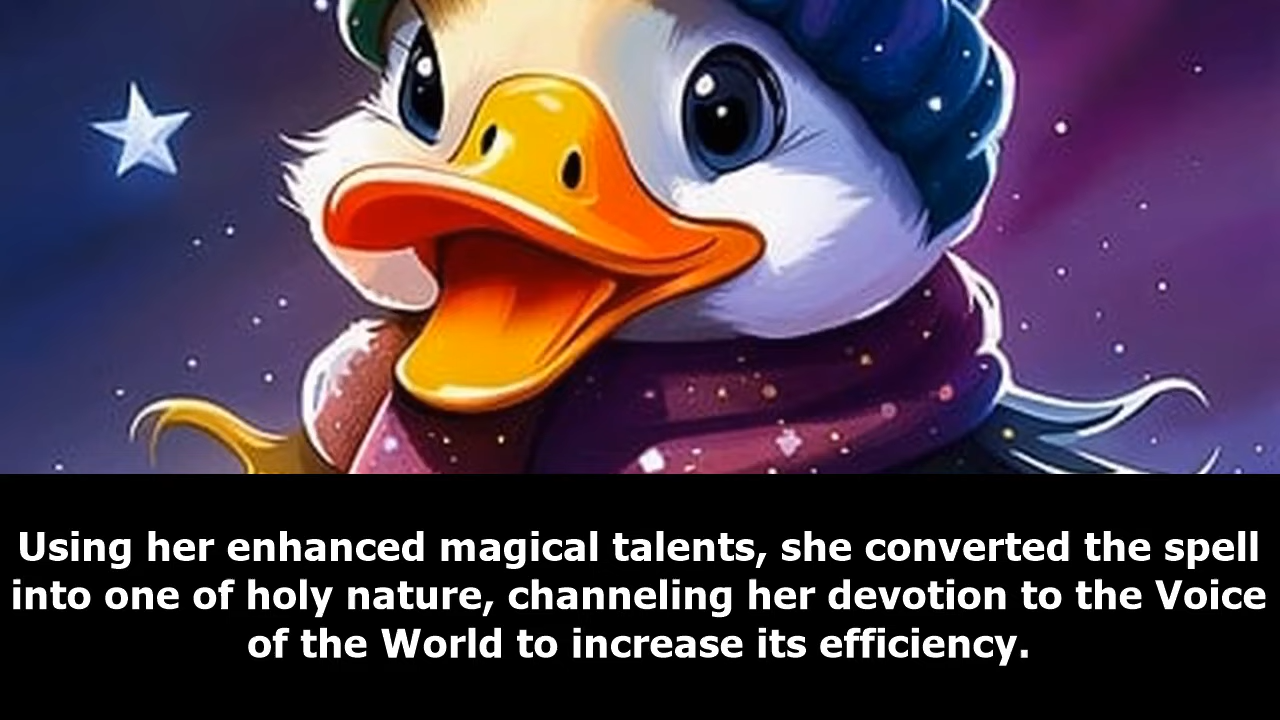 Using her enhanced magical talents, she converted the spell
into one of holy nature, channeling her devotion to the Voice
of the World to increase its efficiency.